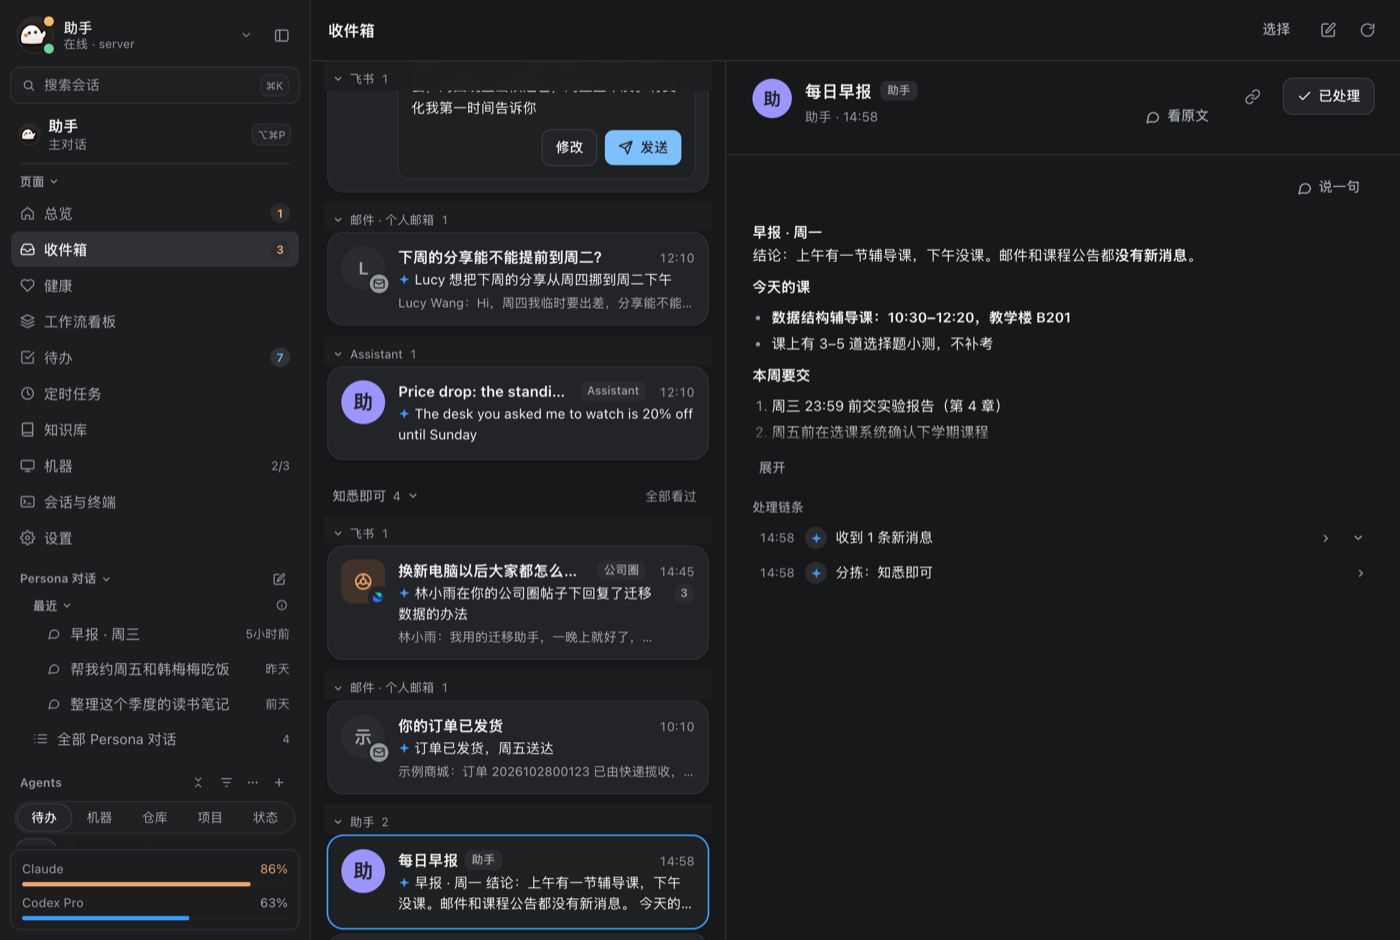 助手
在线 · server
搜索会话
⌘K
助手
主对话
⌥⌘P
页面
总览
1
收件箱
3
健康
工作流看板
待办
7
定时任务
知识库
机器
2/3
会话与终端
设置
Persona 对话
最近
早报 · 周三
5小时前
帮我约周五和韩梅梅吃饭
昨天
整理这个季度的读书笔记
前天
全部 Persona 对话
4
Agents
待办
机器
仓库
项目
状态
Claude
86%
Codex Pro
63%
收件箱
选择
飞书 1
化我第一时间告诉你
修改
发送
邮件 · 个人邮箱 1
L
下周的分享能不能提前到周二?
12:10
Lucy 想把下周的分享从周四挪到周二下午
Lucy Wang：Hi，周四我临时要出差，分享能不能...
Assistant 1
助
Price drop: the standi...
Assistant
12:10
The desk you asked me to watch is 20% off
until Sunday
知悉即可 4
全部看过
飞书 1
换新电脑以后大家都怎么...
公司圈
14:45
林小雨在你的公司圈帖子下回复了迁移
数据的办法
3
林小雨：我用的迁移助手，一晚上就好了，...
邮件 · 个人邮箱 1
示
你的订单已发货
10:10
订单已发货，周五送达
示例商城：订单 2026102800123 已由快递揽收，...
助手 2
助
每日早报
助手
14:58
早报 · 周一 结论：上午有一节辅导课，下午
没课。邮件和课程公告都没有新消息。 今天的...
助
每日早报
助手
助手 · 14:58
看原文
已处理
说一句
早报 · 周一
结论：上午有一节辅导课，下午没课。邮件和课程公告都没有新消息。
今天的课
• 数据结构辅导课：10:30–12:20，教学楼 B201
• 课上有 3–5 道选择题小测，不补考
本周要交
1. 周三 23:59 前交实验报告（第 4 章）
2. 周五前在选课系统确认下学期课程
展开
处理链条
14:58
收到 1 条新消息
14:58
分拣：知悉即可